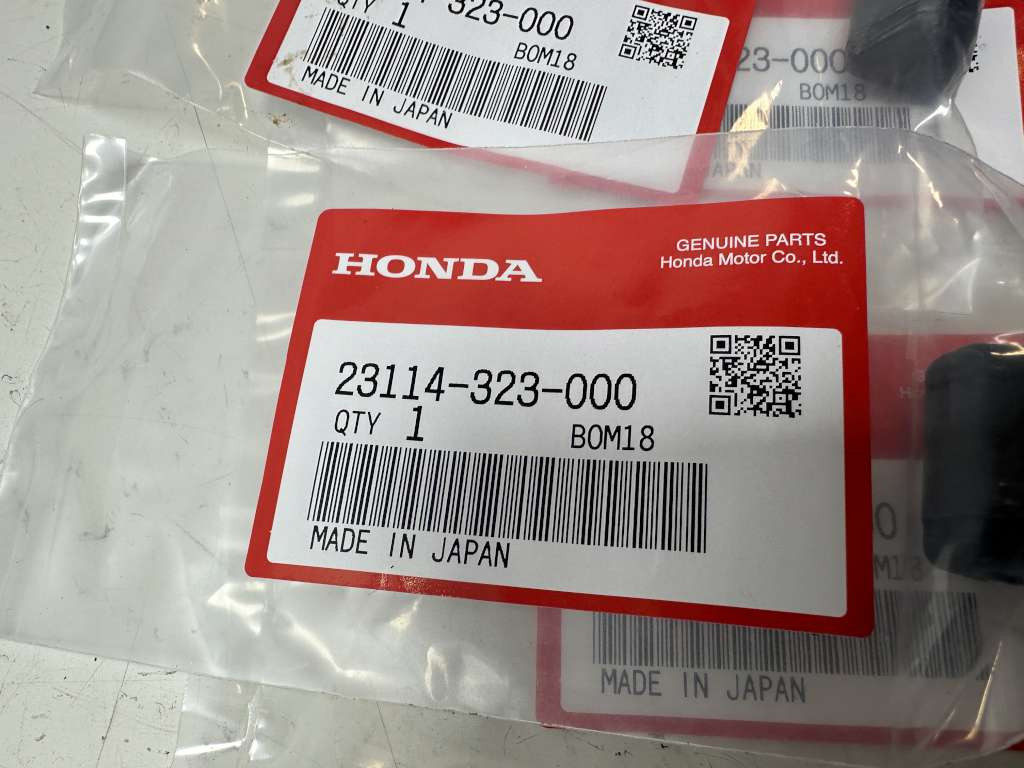 323-000
QTY 1
BOM18
MADE IN JAPAN
23-000
BOM18
JAPAN
HONDA
GENUINE PARTS
Honda Motor Co., Ltd.
23114-323-000
QTY 1 BOM18
MADE IN JAPAN
MADE IN JAPAN